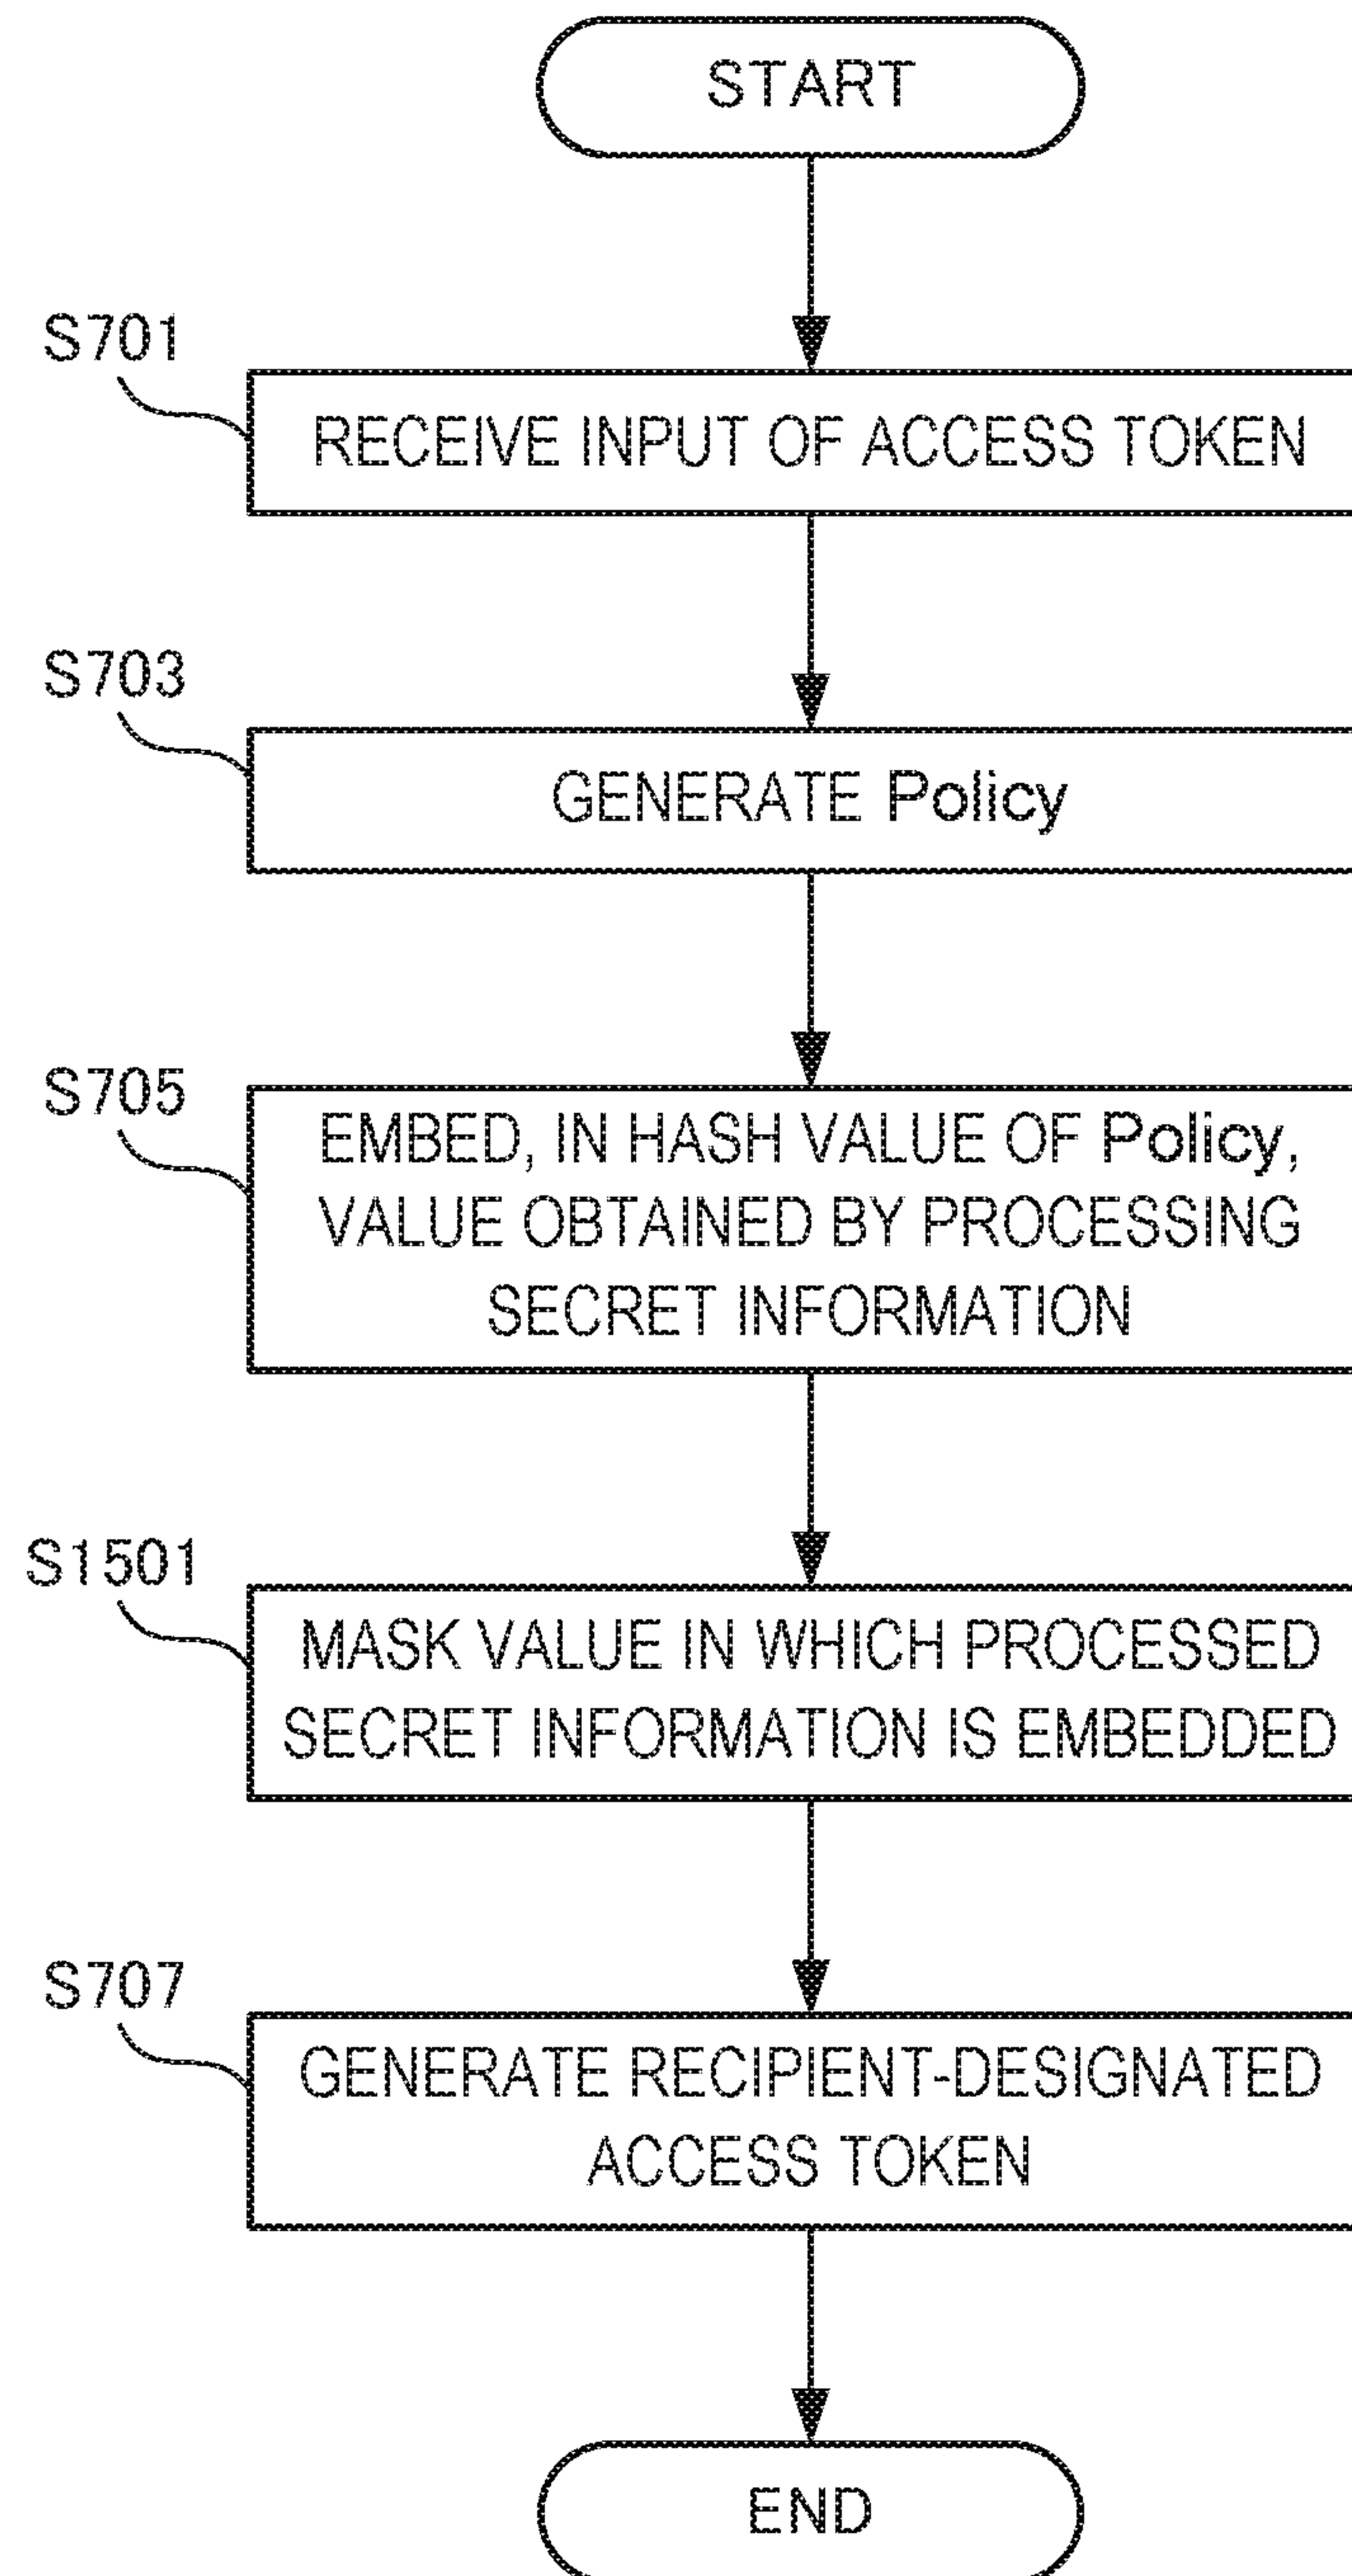 START
S701
RECEIVE INPUT OF ACCESS TOKEN
S703
GENERATE Policy
S705
EMBED, IN HASH VALUE OF Policy,
VALUE OBTAINED BY PROCESSING
SECRET INFORMATION
S1501
MASK VALUE IN WHICH PROCESSED
SECRET INFORMATION IS EMBEDDED
S707
GENERATE RECIPIENT-DESIGNATED
ACCESS TOKEN
END